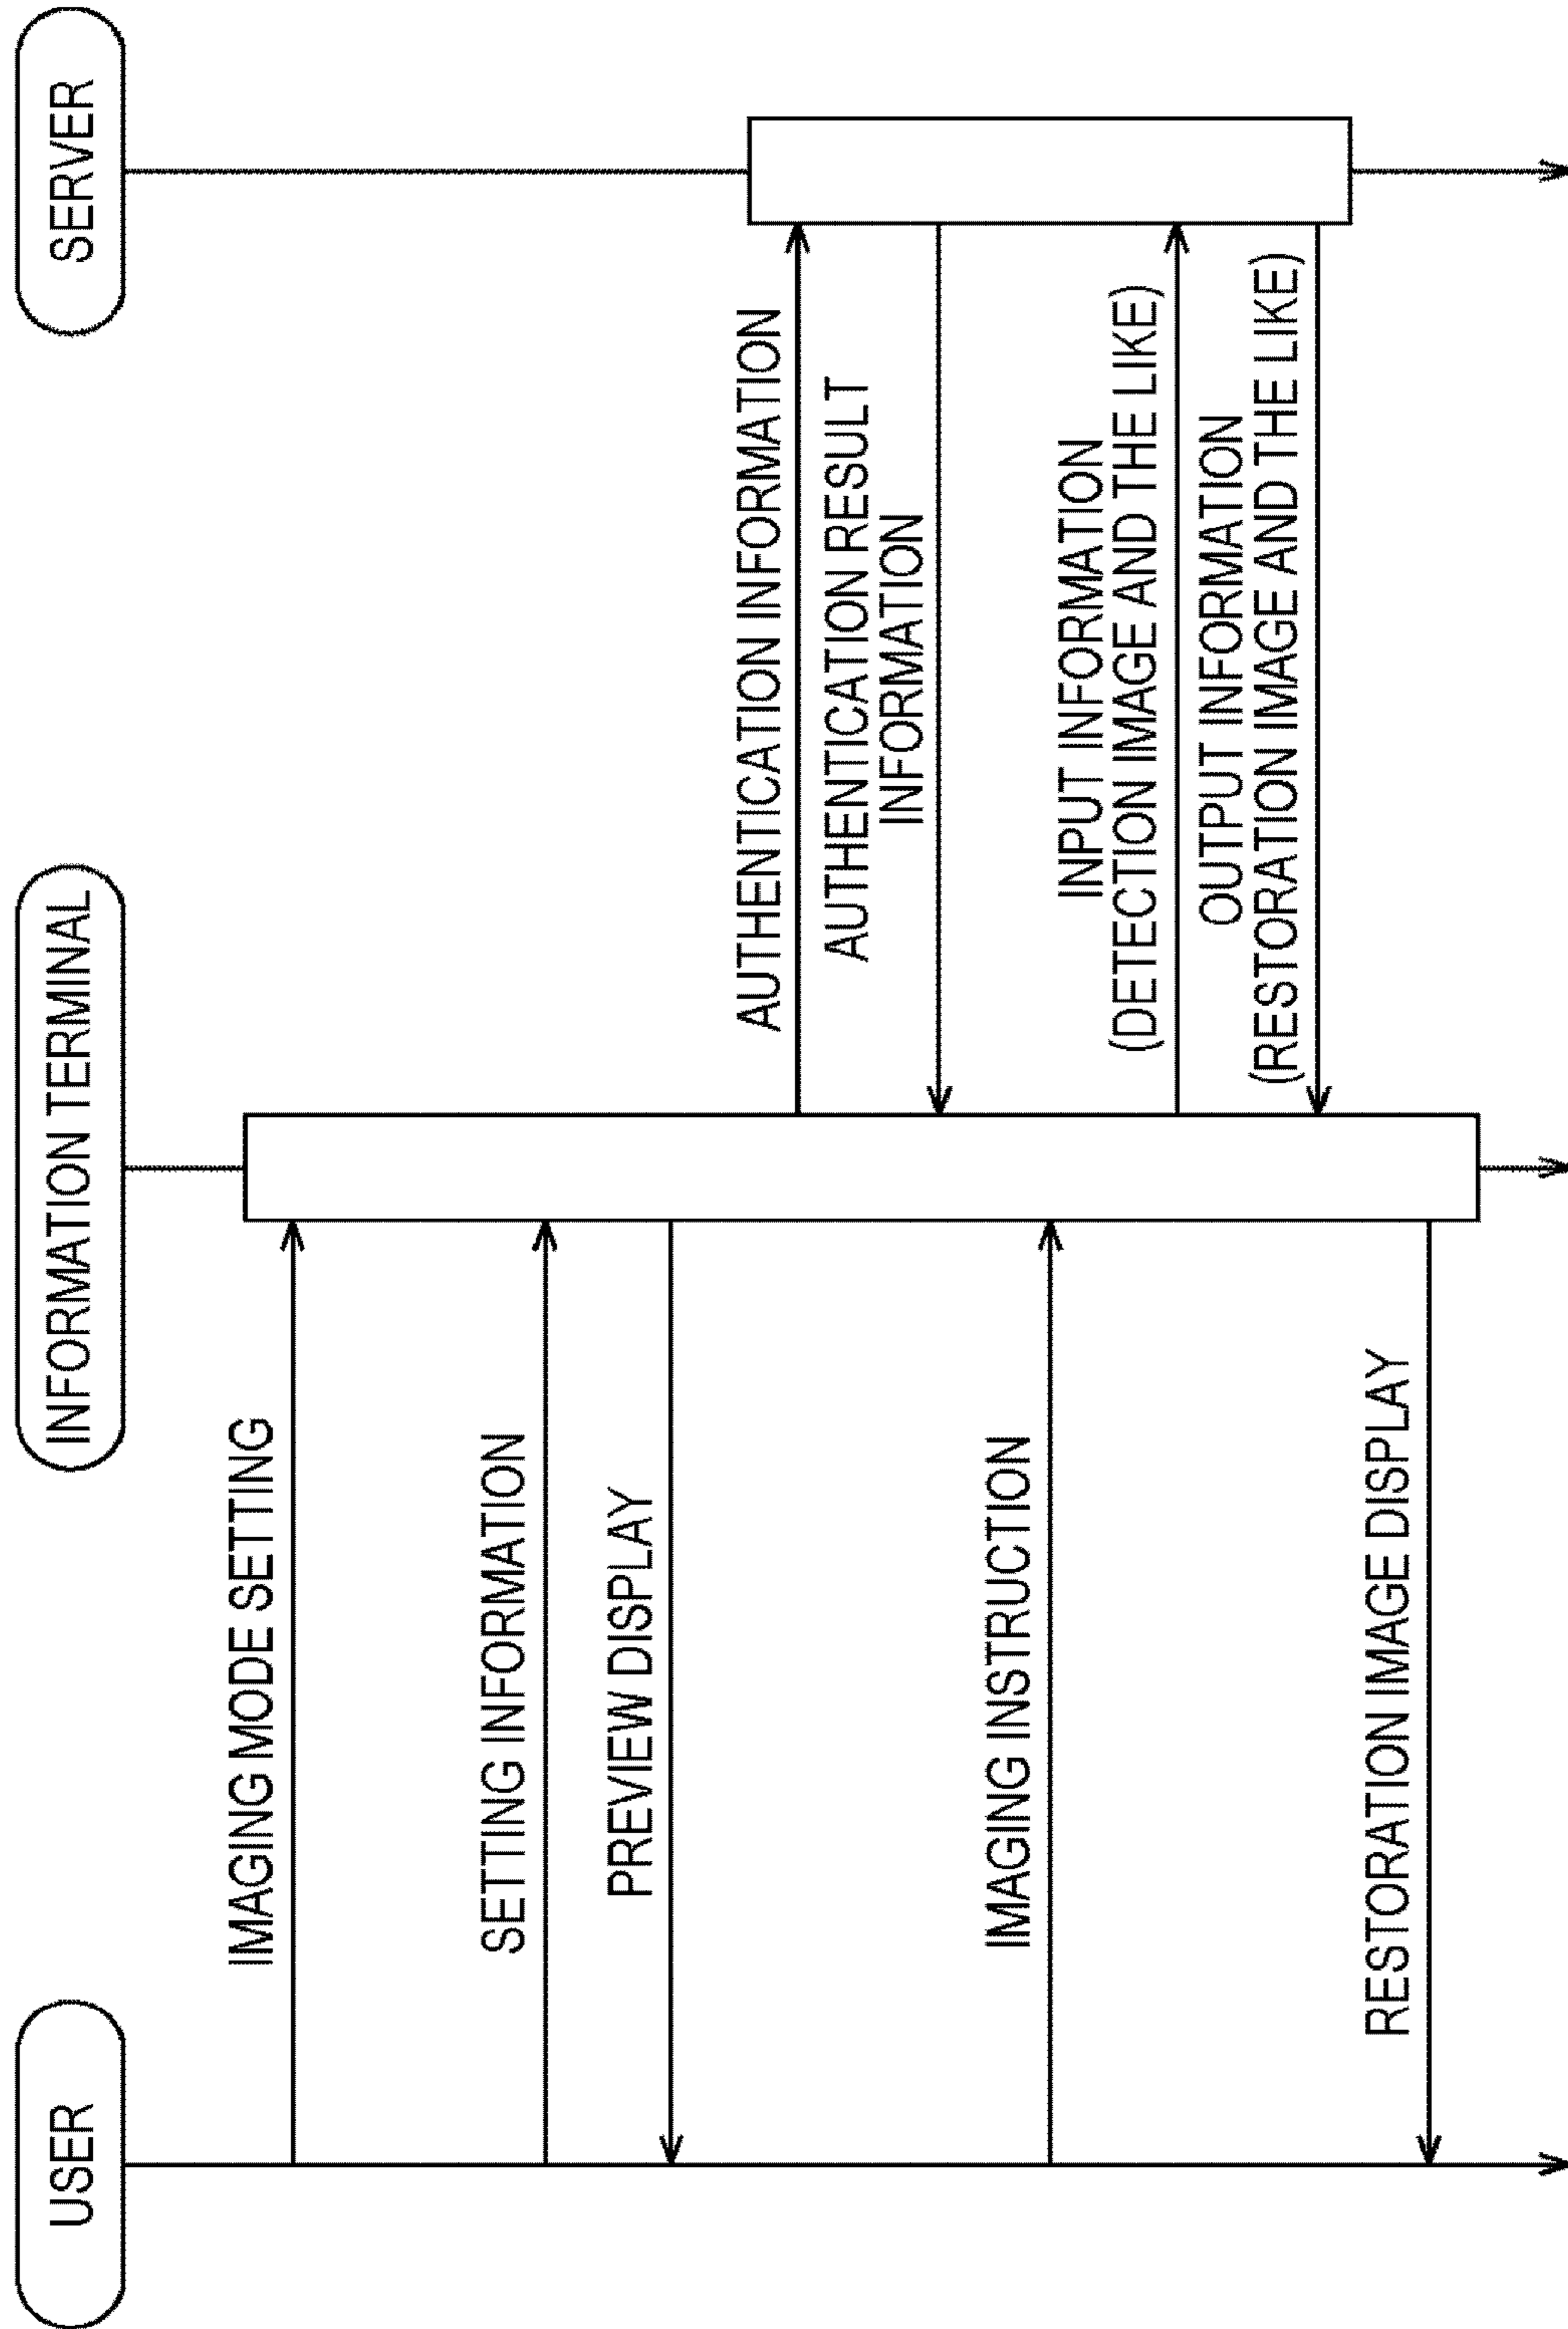 USER
INFORMATION TERMINAL
SERVER
IMAGING MODE SETTING
SETTING INFORMATION
PREVIEW DISPLAY
AUTHENTICATION INFORMATION
AUTHENTICATION RESULT
INFORMATION
IMAGING INSTRUCTION
INPUT INFORMATION
(DETECTION IMAGE AND THE LIKE)
OUTPUT INFORMATION
(RESTORATION IMAGE AND THE LIKE)
RESTORATION IMAGE DISPLAY